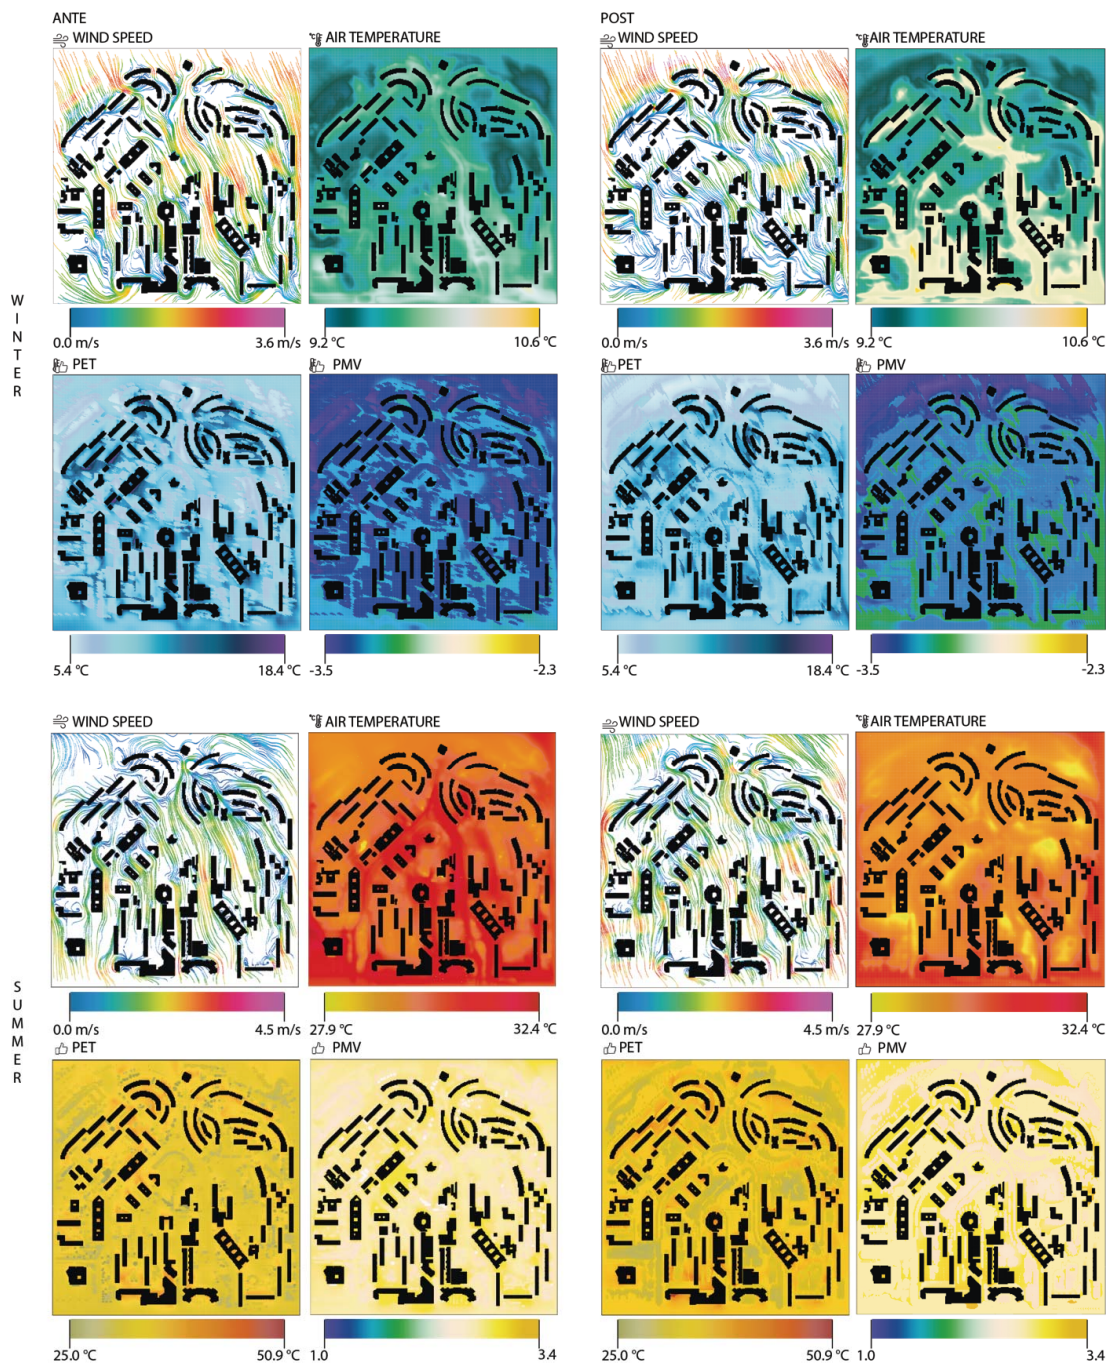 ANTE
POST
WIND SPEED
℃ AIR TEMPERATURE
WIND SPEED
℃ AIR TEMPERATURE
WINTER
0.0 m/s 3.6 m/s
9.2 ℃ 10.6 ℃
0.0 m/s 3.6 m/s
9.2 ℃ 10.6 ℃
PET
PMV
PET
PMV
5.4 ℃ 18.4 ℃
-3.5 -2.3
5.4 ℃ 18.4 ℃
-3.5 -2.3
WIND SPEED
℃ AIR TEMPERATURE
WIND SPEED
℃ AIR TEMPERATURE
SUMMER
0.0 m/s 4.5 m/s
27.9 ℃ 32.4 ℃
0.0 m/s 4.5 m/s
27.9 ℃ 32.4 ℃
PET
PMV
PET
PMV
25.0 ℃ 50.9 ℃
1.0 3.4
25.0 ℃ 50.9 ℃
1.0 3.4